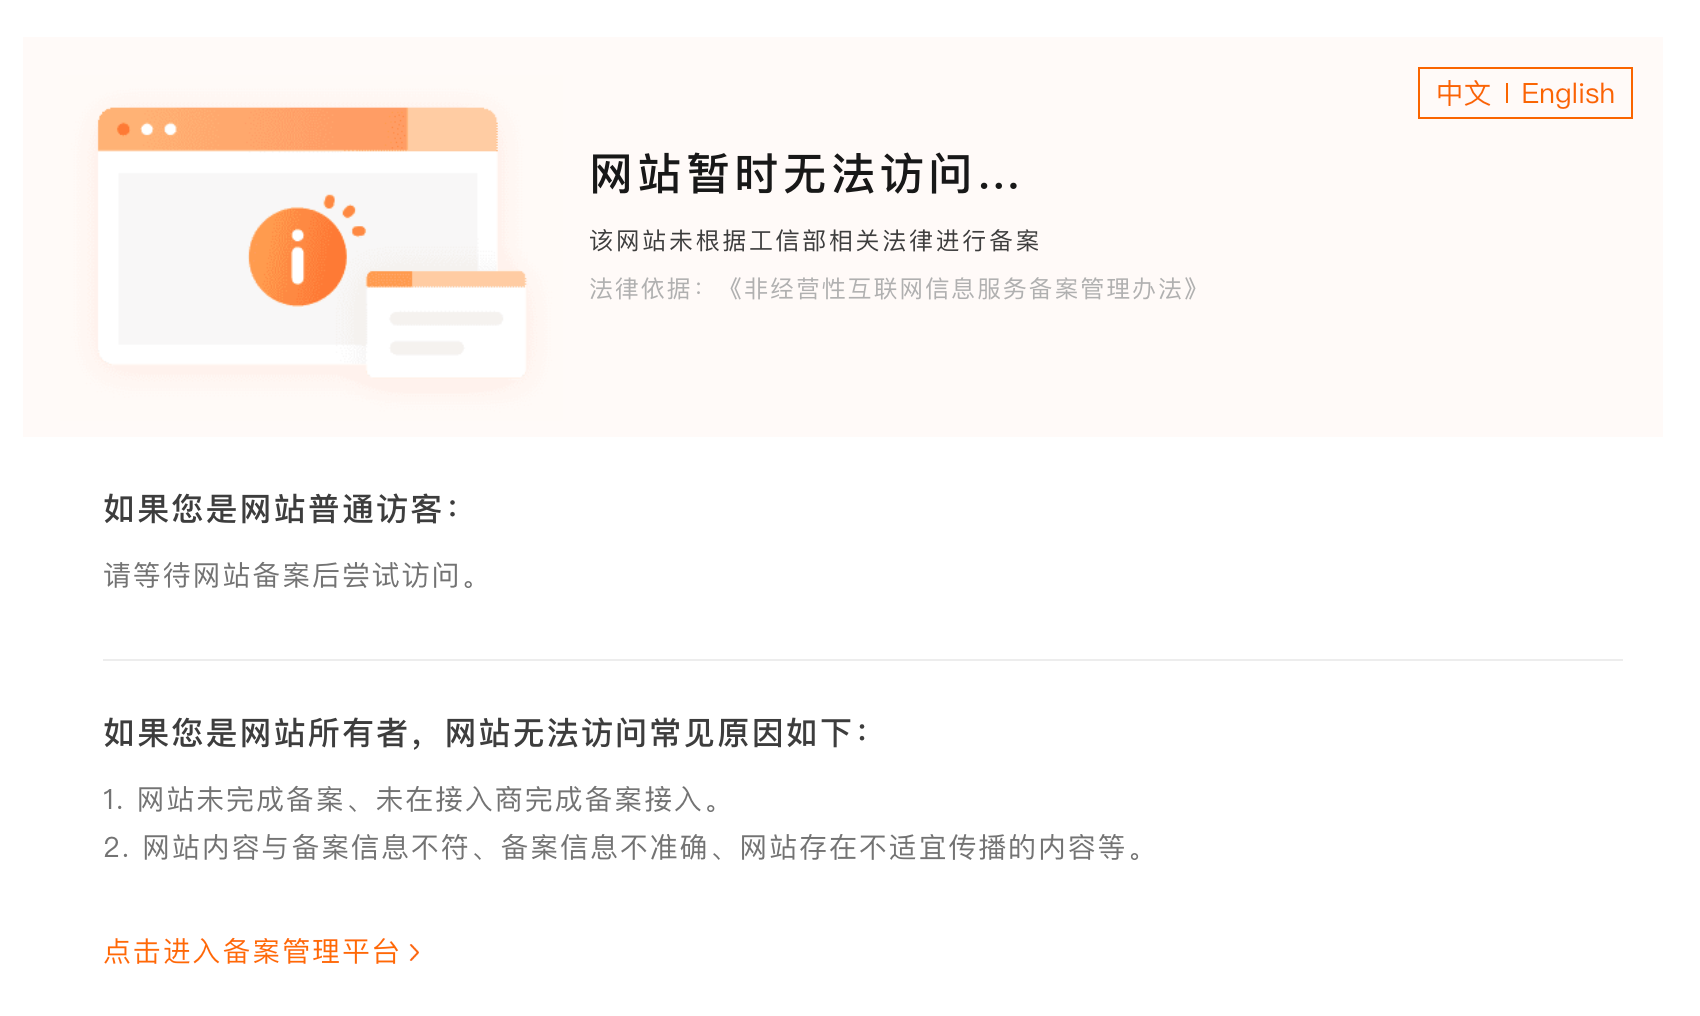 中文 | English
网站暂时无法访问...
该网站未根据工信部相关法律进行备案
法律依据：《非经营性互联网信息服务备案管理办法》
如果您是网站普通访客：
请等待网站备案后尝试访问。
如果您是网站所有者，网站无法访问常见原因如下：
1. 网站未完成备案、未在接入商完成备案接入。
2. 网站内容与备案信息不符、备案信息不准确、网站存在不适宜传播的内容等。
点击进入备案管理平台 >